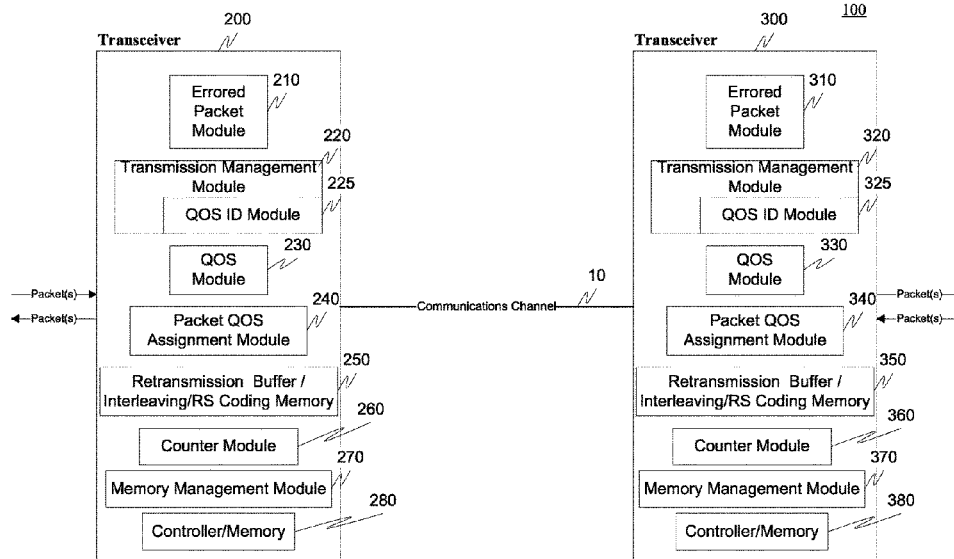 100
200
Transceiver
210
Errored
Packet
Module
220
Transmission Management
Module
225
QOS ID Module
230
QOS
Module
Packet(s)
Packet(s)
240
Packet QOS
Assignment Module
250
Retransmission Buffer /
Interleaving/RS Coding Memory
260
Counter Module
270
Memory Management Module
280
Controller/Memory
10
Communications Channel
300
Transceiver
310
Errored
Packet
Module
320
Transmission Management
Module
325
QOS ID Module
330
QOS
Module
Packet(s)
Packet(s)
340
Packet QOS
Assignment Module
350
Retransmission Buffer /
Interleaving/RS Coding Memory
360
Counter Module
370
Memory Management Module
380
Controller/Memory